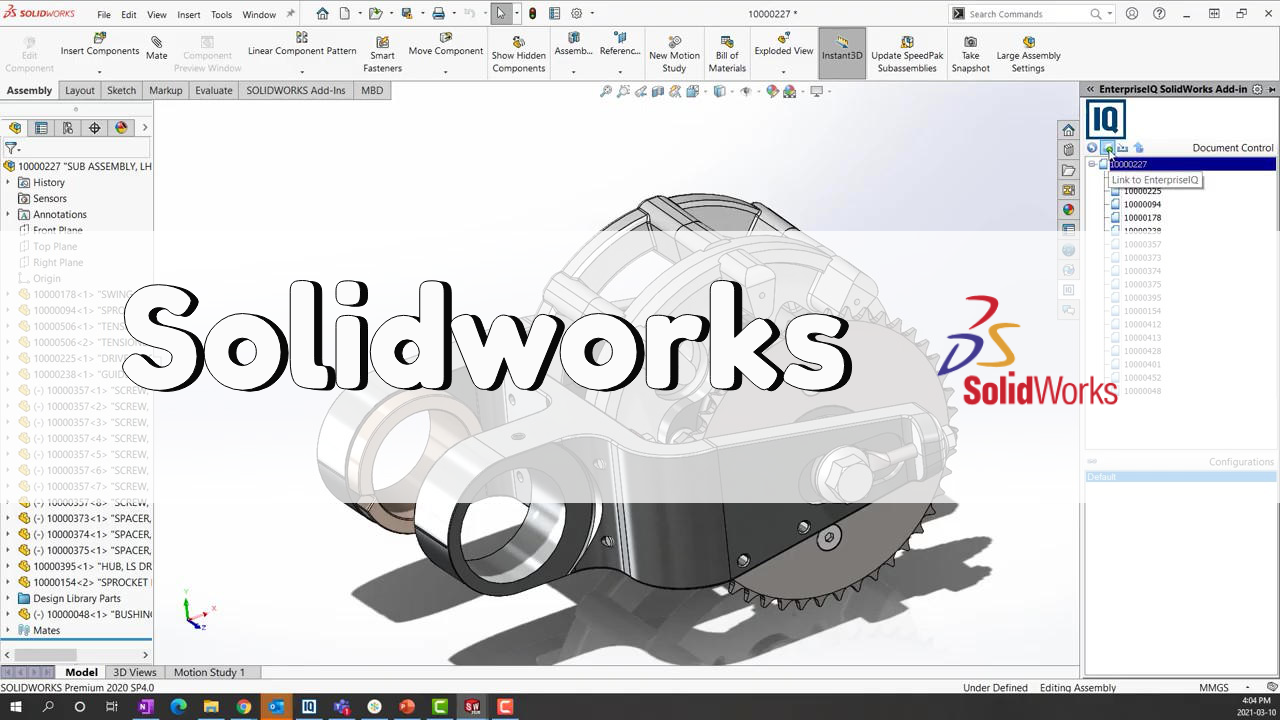 SOLIDWORKS File Edit View Insert Tools Window 10000227 * Search Commands
Edit Component
Insert Components
Mate
Component Preview Window
Linear Component Pattern
Smart Fasteners
Move Component
Show Hidden Components
Assemb...
Referenc...
New Motion Study
Bill of Materials
Exploded View
Instant3D
Update SpeedPak Subassemblies
Take Snapshot
Large Assembly Settings
Assembly Layout Sketch Markup Evaluate SOLIDWORKS Add-Ins MBD
EnterpriseIQ SolidWorks Add-in
IQ
Document Control
10000227
Link to EnterpriseIQ
10000225
10000094
10000178
10000238
10000357
10000373
10000374
10000375
10000395
10000154
10000412
10000413
10000428
10000401
10000452
10000048
Configurations
Default
10000227 "SUB ASSEMBLY, LH
History
Sensors
Annotations
Front Plane
Top Plane
Right Plane
Origin
10000178<1> "SWING
10000094<1> "SPRO
10000506<1> "TENS
10000506<2> "TENSIO
10000225<1> "DRIVE
10000238<1> "GUID
(-) 10000357<1> "SCREW,
(-) 10000357<2> "SCREW,
(-) 10000357<3> "SCREW,
(-) 10000357<4> "SCREW,
(-) 10000357<5> "SCREW,
(-) 10000357<6> "SCREW,
(-) 10000357<7> "SCREW,
(-) 10000357<8> "SCREW,
(-) 10000373<1> "SPACER,
(-) 10000374<1> "SPACER,
(-) 10000375<1> "SPACER,
10000395<1> "HUB, LS DR
10000154<2> "SPROCKET
Design Library Parts
(-) 10000048<1> "BUSHING
Mates
Solidworks
SolidWorks
Y
X
Z
Model 3D Views Motion Study 1
SOLIDWORKS Premium 2020 SP4.0 Under Defined Editing Assembly MMGS
4:04 PM
2021-03-10